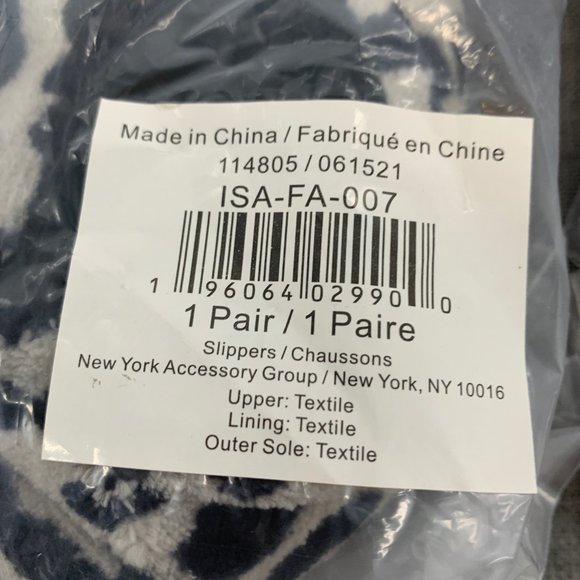 Made in China / Fabriqué en Chine
114805 / 061521
ISA-FA-007
1 96064 02990 0
1 Pair / 1 Paire
Slippers / Chaussons
New York Accessory Group / New York, NY 10016
Upper: Textile
Lining: Textile
Outer Sole: Textile